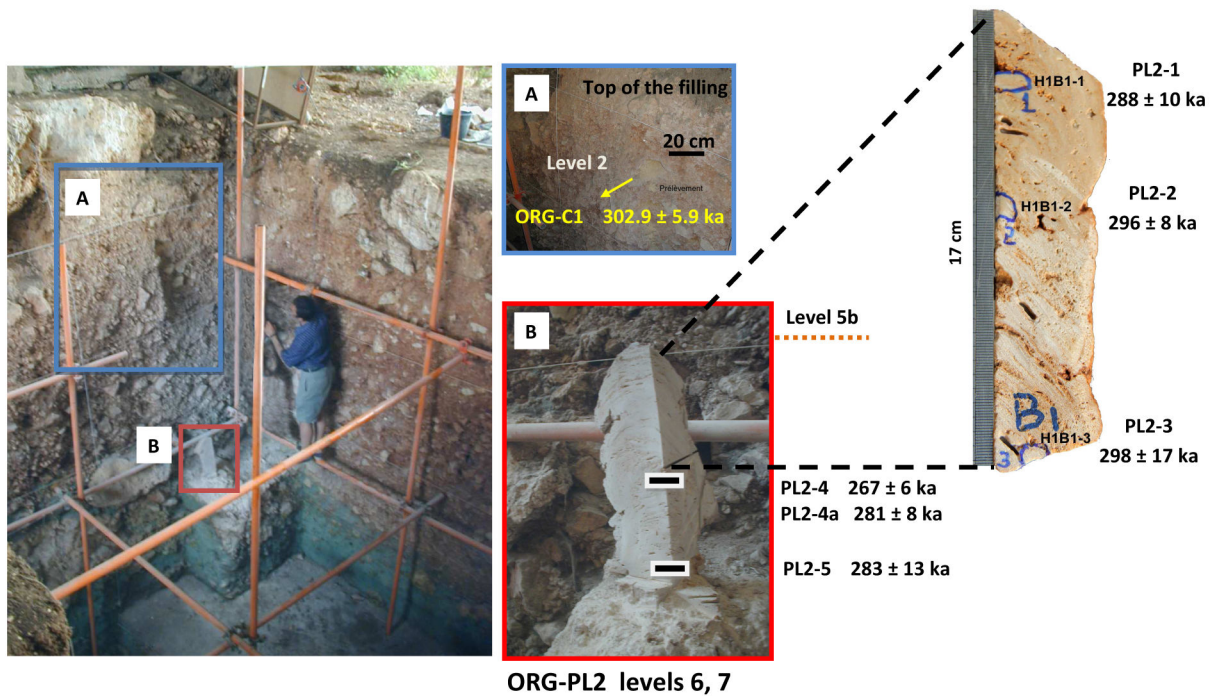 A
B
A
Top of the filling
20 cm
Level 2
Prélèvement
ORG-C1 302.9 ± 5.9 ka
B
Level 5b
PL2-4 267 ± 6 ka
PL2-4a 281 ± 8 ka
PL2-5 283 ± 13 ka
ORG-PL2 levels 6, 7
17 cm
H1B1-1
1
PL2-1
288 ± 10 ka
H1B1-2
2
PL2-2
296 ± 8 ka
B1
H1B1-3
3
PL2-3
298 ± 17 ka